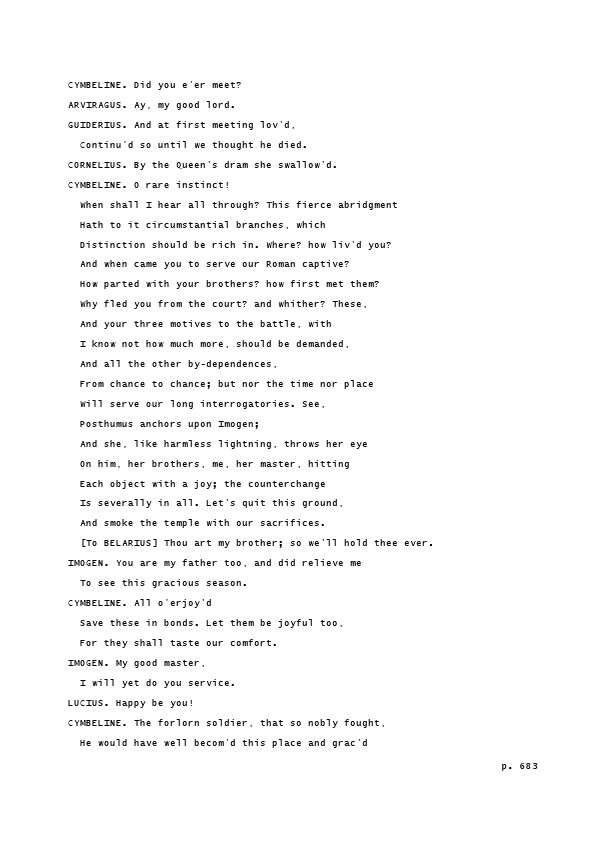 CYMBELINE. Did you e'er meet?
ARVIRAGUS. Ay, my good lord.
GUIDERIUS. And at first meeting lov'd,
Continu'd so until we thought he died.
CORNELIUS. By the Queen's dram she swallow'd.
CYMBELINE. O rare instinct!
When shall I hear all through? This fierce abridgment
Hath to it circumstantial branches, which
Distinction should be rich in. Where? how liv'd you?
And when came you to serve our Roman captive?
How parted with your brothers? how first met them?
Why fled you from the court? and whither? These,
And your three motives to the battle, with
I know not how much more, should be demanded,
And all the other by-dependences,
From chance to chance; but nor the time nor place
Will serve our long interrogatories. See,
Posthumus anchors upon Imogen;
And she, like harmless lightning, throws her eye
On him, her brothers, me, her master, hitting
Each object with a joy; the counterchange
Is severally in all. Let's quit this ground,
And smoke the temple with our sacrifices.
[To BELARIUS] Thou art my brother; so we'll hold thee ever.
IMOGEN. You are my father too, and did relieve me
To see this gracious season.
CYMBELINE. All o'erjoy'd
Save these in bonds. Let them be joyful too,
For they shall taste our comfort.
IMOGEN. My good master,
I will yet do you service.
LUCIUS. Happy be you!
CYMBELINE. The forlorn soldier, that so nobly fought,
He would have well becom'd this place and grac'd
p. 683